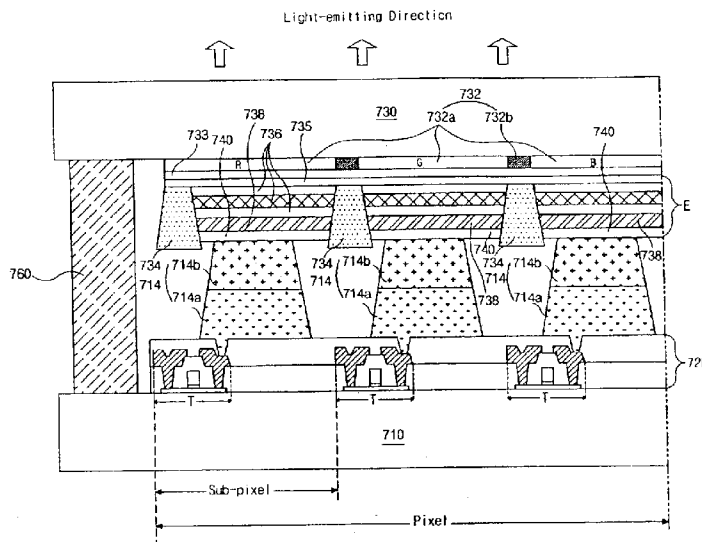 Light-emitting Direction
732
738 730 732a 732b
740 736 735 740
733
R G B
E
760
734 714b 734 740 714b 738 734 714b 738
714 714 714
714a 714a 714a
T T T
710
Sub-pixel
Pixel